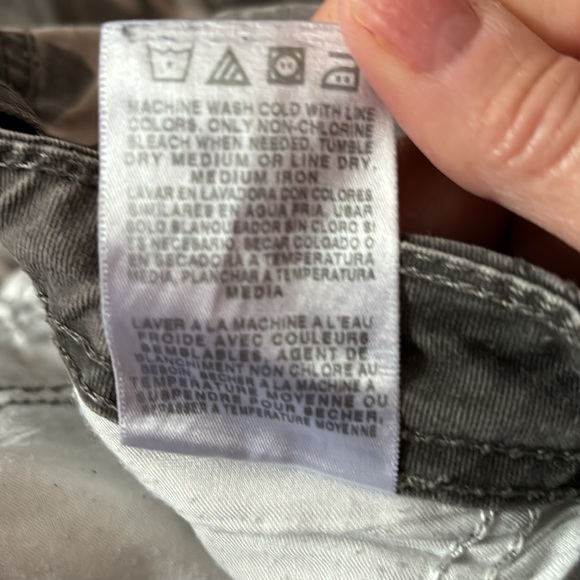 MACHINE WASH COLD WITH LIKE
COLORS. ONLY NON-CHLORINE
BLEACH WHEN NEEDED, TUMBLE
DRY MEDIUM OR LINE DRY.
MEDIUM IRON
LAVAR EN LAVADORA CON COLORES
SIMILARES EN AGUA FRIA. USAR
SOLO BLANQUEADOR SIN CLORO SI
ES NECESARIO. SECAR COLGADO O
EN SECADORA A TEMPERATURA
MEDIA. PLANCHAR A TEMPERATURA
MEDIA
LAVER A LA MACHINE A L'EAU
FROIDE AVEC COULEURS
SEMBLABLES. AGENT DE
BLANCHIMENT NON CHLORE AU
BESOIN. SECHER A LA MACHINE A
TEMPERATURE MOYENNE OU
SUSPENDRE POUR SECHER.
REPASSER A TEMPERATURE MOYENNE